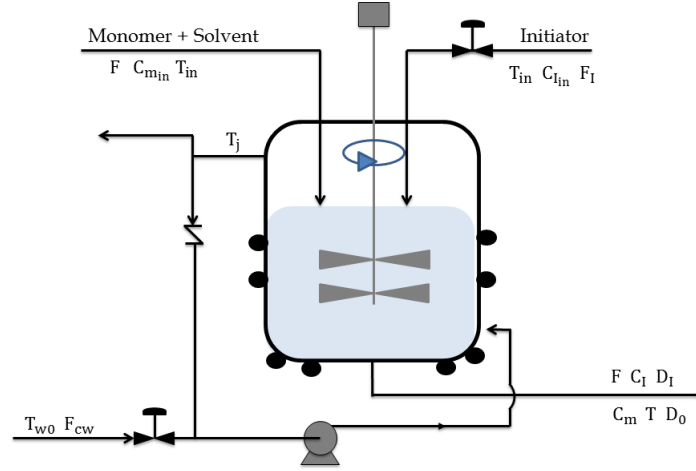 Monomer + Solvent
F C_m_in T_in
Initiator
T_in C_I_in F_I
T_j
F C_I D_I
C_m T D_0
T_w0 F_cw